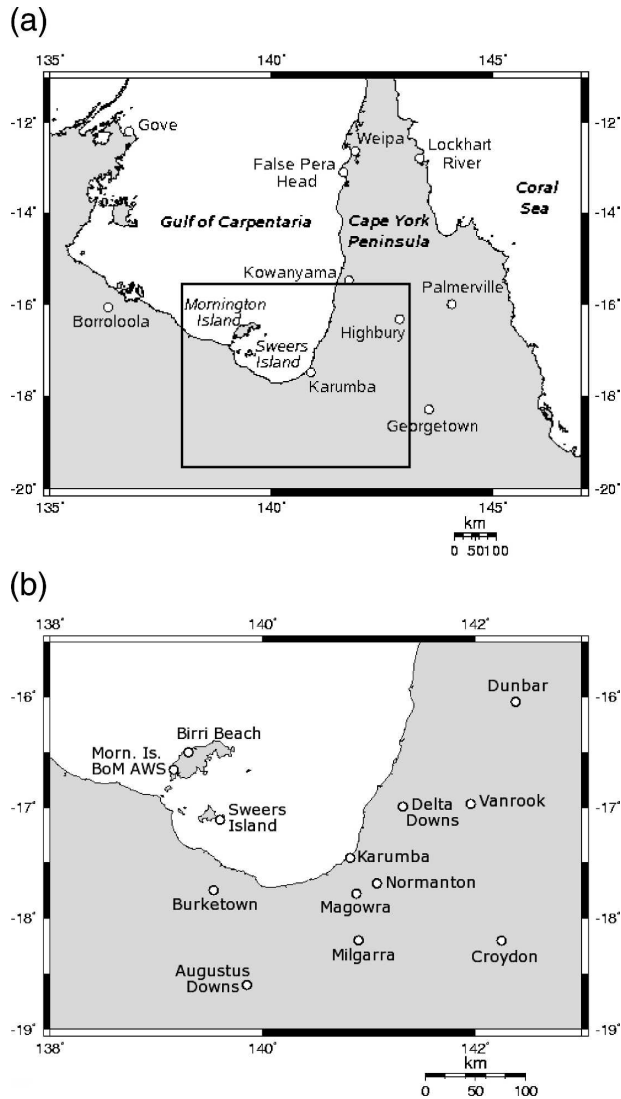 (a)
135˚ 140˚ 145˚
-12˚ -12˚
-14˚ -14˚
-16˚ -16˚
-18˚ -18˚
-20˚ -20˚
135˚ 140˚ 145˚
Gove
Weipa
Lockhart
River
False Pera
Head
Coral
Sea
Gulf of Carpentaria
Cape York
Peninsula
Kowanyama
Palmerville
Mornington
Island
Borroloola
Highbury
Sweers
Island
Karumba
Georgetown
km
0 50100
(b)
138˚ 140˚ 142˚
-16˚ -16˚
-17˚ -17˚
-18˚ -18˚
-19˚ -19˚
138˚ 140˚ 142˚
Dunbar
Birri Beach
Morn. Is.
BoM AWS
Sweers
Island
Delta
Downs
Vanrook
Karumba
Normanton
Burketown
Magowra
Milgarra
Croydon
Augustus
Downs
km
0 50 100